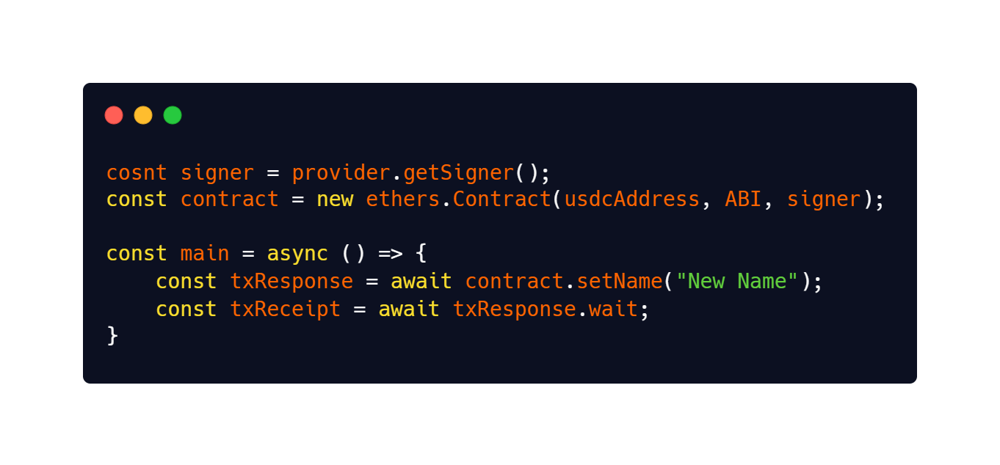 cosnt signer = provider.getSigner();
const contract = new ethers.Contract(usdcAddress, ABI, signer);
const main = async () => {
    const txResponse = await contract.setName("New Name");
    const txReceipt = await txResponse.wait;
}